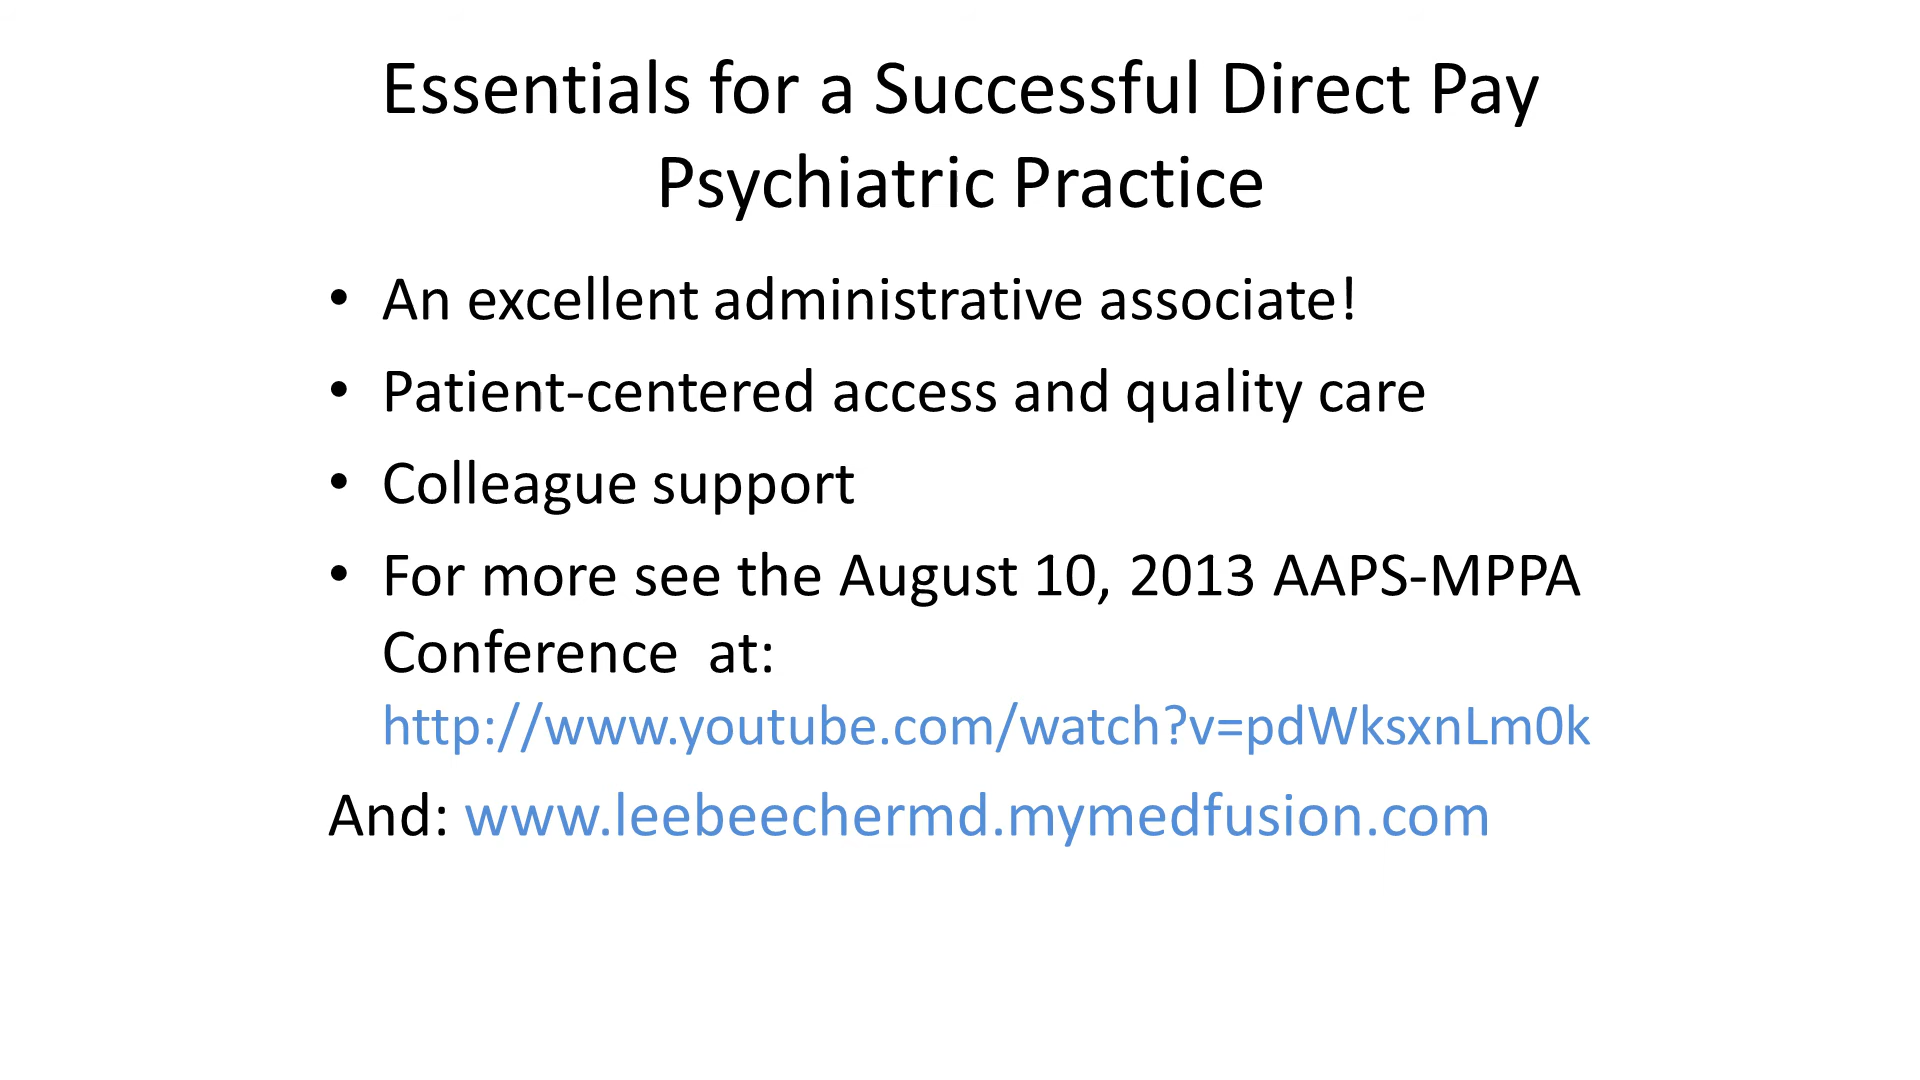 Essentials for a Successful Direct Pay
Psychiatric Practice
• An excellent administrative associate!
• Patient-centered access and quality care
• Colleague support
• For more see the August 10, 2013 AAPS-MPPA
Conference  at:
http://www.youtube.com/watch?v=pdWksxnLm0k
And: www.leebeechermd.mymedfusion.com